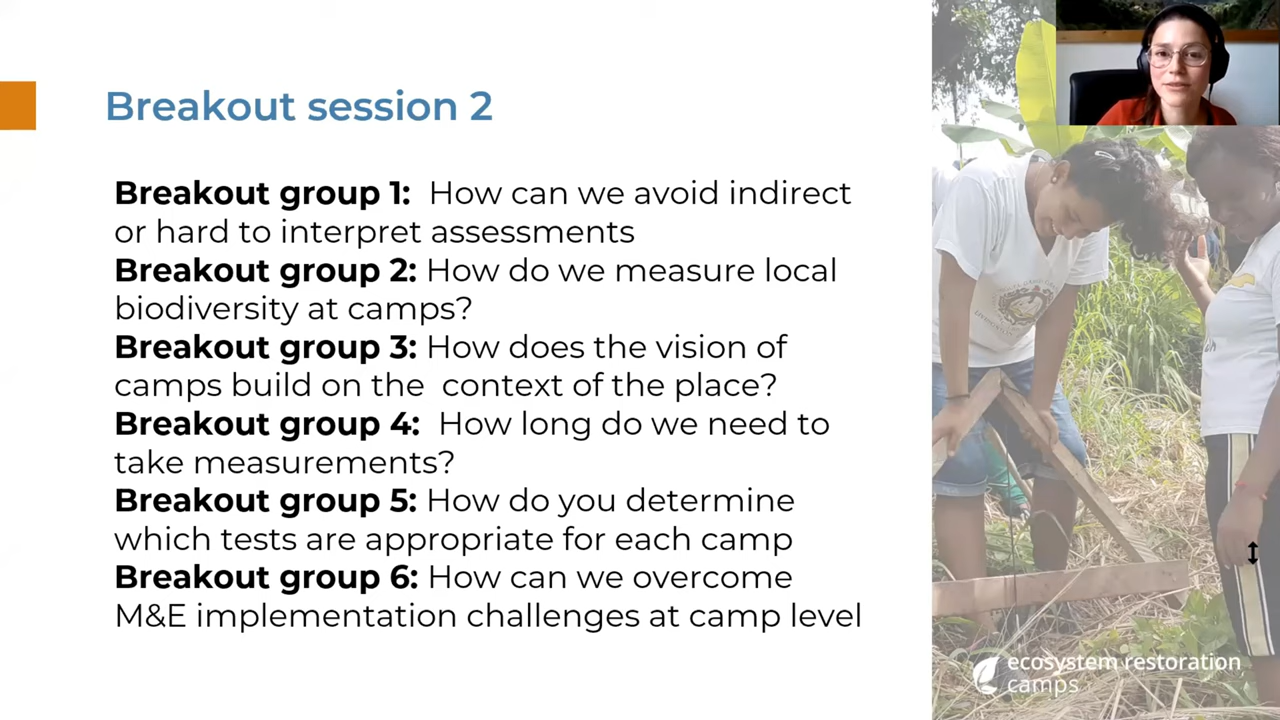 Breakout session 2
Breakout group 1:  How can we avoid indirect
or hard to interpret assessments
Breakout group 2: How do we measure local
biodiversity at camps?
Breakout group 3: How does the vision of
camps build on the  context of the place?
Breakout group 4:  How long do we need to
take measurements?
Breakout group 5: How do you determine
which tests are appropriate for each camp
Breakout group 6: How can we overcome
M&E implementation challenges at camp level
ecosystem restoration
camps